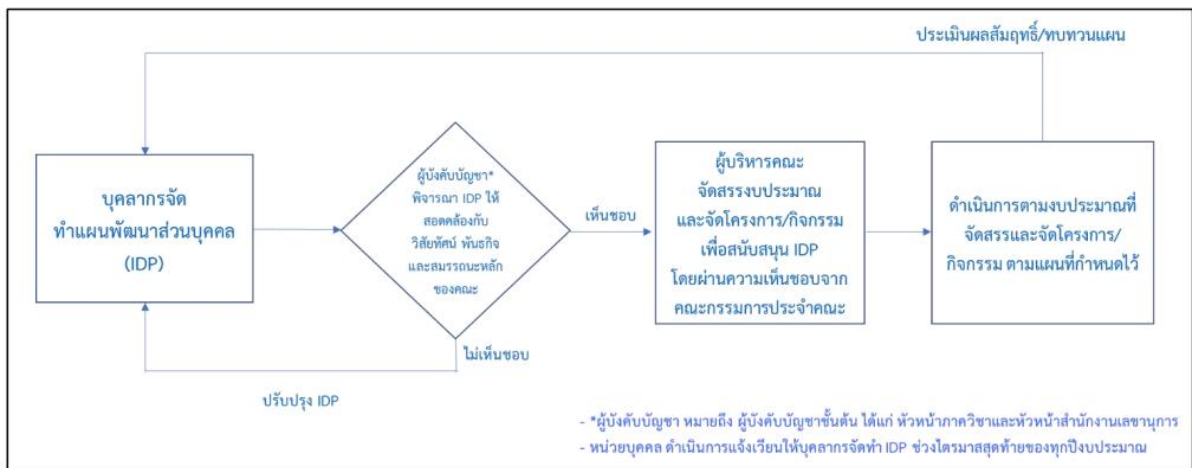 ประเมินผลสัมฤทธิ์/ทบทวนแผน
บุคลากรจัด
ทำแผนพัฒนาส่วนบุคคล
(IDP)
ผู้บังคับบัญชา*
พิจารณา IDP ให้
สอดคล้องกับ
วิสัยทัศน์ พันธกิจ
และสมรรถนะหลัก
ของคณะ
เห็นชอบ
ผู้บริหารคณะ
จัดสรรงบประมาณ
และจัดโครงการ/กิจกรรม
เพื่อสนับสนุน IDP
โดยผ่านความเห็นชอบจาก
คณะกรรมการประจำคณะ
ดำเนินการตามงบประมาณที่
จัดสรรและจัดโครงการ/
กิจกรรม ตามแผนที่กำหนดไว้
ไม่เห็นชอบ
ปรับปรุง IDP
- *ผู้บังคับบัญชา หมายถึง ผู้บังคับบัญชาชั้นต้น ได้แก่ หัวหน้าภาควิชาและหัวหน้าสำนักงานเลขานุการ
- หน่วยบุคคล ดำเนินการแจ้งเวียนให้บุคลากรจัดทำ IDP ช่วงไตรมาสสุดท้ายของทุกปีงบประมาณ